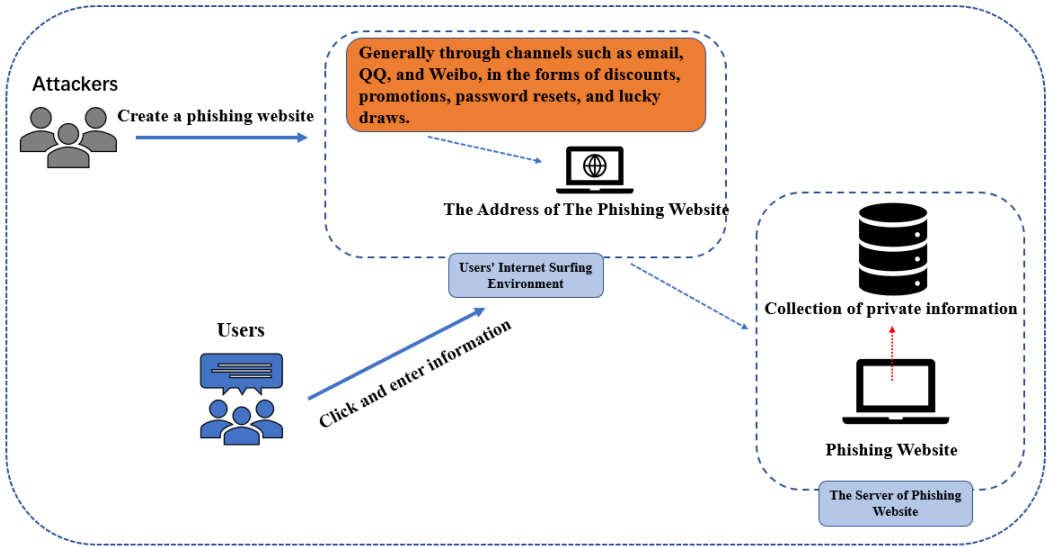 Attackers
Create a phishing website
Generally through channels such as email,
QQ, and Weibo, in the forms of discounts,
promotions, password resets, and lucky
draws.
The Address of The Phishing Website
Users' Internet Surfing
Environment
Users
Click and enter information
Collection of private information
Phishing Website
The Server of Phishing
Website